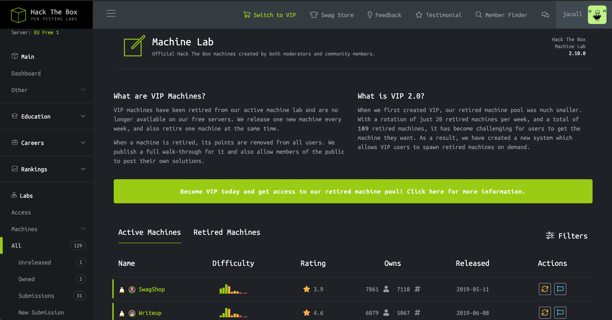 Hack The Box
PEN-TESTING LABS
Switch to VIP
Swag Store
Feedback
Testimonial
Member Finder
jacoll
Server: EU Free 1
Main
Dashboard
Other
Education
Careers
Rankings
Labs
Access
Machines
All 129
Unreleased 1
Owned 1
Submissions 31
New Submission
Machine Lab
Official Hack The Box machines created by both moderators and community members.
Hack The Box
Machine Lab
2.10.0
What are VIP Machines?
VIP machines have been retired from our active machine lab and are no
longer available on our free servers. We release one new machine every
week, and also retire one machine at the same time.
When a machine is retired, its points are removed from all users. We
publish a full walk-through for it and also allow members of the public
to post their own solutions.
What is VIP 2.0?
When we first created VIP, our retired machine pool was much smaller.
With a rotation of just 20 retired machines per week, and a total of
109 retired machines, it has become challenging for users to get the
machine they want. As a result, we have created a new system which
allows VIP users to spawn retired machines on demand.
Become VIP today and get access to our retired machine pool! Click here for more information.
Active Machines Retired Machines
Filters
Name Difficulty Rating Owns Released Actions
SwagShop 3.9 7861 7118 # 2019-05-11
Writeup 4.6 6079 5867 # 2019-06-08